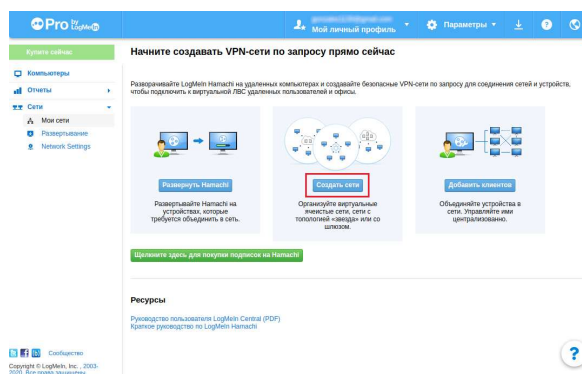 Pro by LogMeIn
Мой личный профиль
Параметры
Купите сейчас
Начните создавать VPN-сети по запросу прямо сейчас
Компьютеры
Отчеты
Сети
Мои сети
Развертывание
Network Settings
Разворачивайте LogMeIn Hamachi на удаленных компьютерах и создавайте безопасные VPN-сети по запросу для соединения сетей и устройств,
чтобы подключить к виртуальной ЛВС удаленных пользователей и офисы.
Развернуть Hamachi
Создать сети
Добавить клиентов
Развертывайте Hamachi на
устройствах, которые
требуется объединить в сеть.
Организуйте виртуальные
ячеистые сети, сети с
топологией «звезда» или со
шлюзом.
Объединяйте устройства в
сети. Управляйте ими
централизованно.
Щелкните здесь для покупки подписок на Hamachi
Ресурсы
Руководство пользователя LogMeIn Central (PDF)
Краткое руководство по LogMeIn Hamachi
Сообщество
Copyright © LogMeIn, Inc. , 2003-
2020. Все права защищены
?